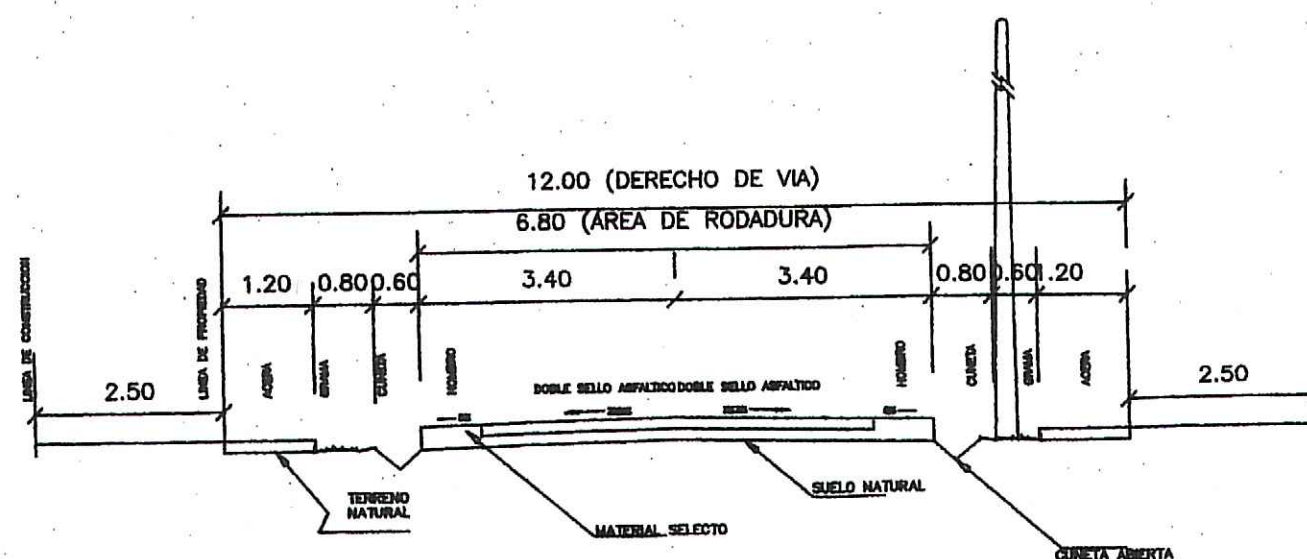 12.00 (DERECHO DE VIA)
6.80 (ÁREA DE RODADURA)
1.20 0.80 0.60 3.40 3.40 0.80 0.60 1.20
LINEA DE CONSTRUCCION
LINEA DE PROPIEDAD
ACERA
GRAMA
CUNETA
HOMBRO
DOBLE SELLO ASFALTICO DOBLE SELLO ASFALTICO
HOMBRO
CUNETA
GRAMA
ACERA
2.50
2.50
TERRENO
NATURAL
MATERIAL SELECTO
SUELO NATURAL
CUNETA ABIERTA